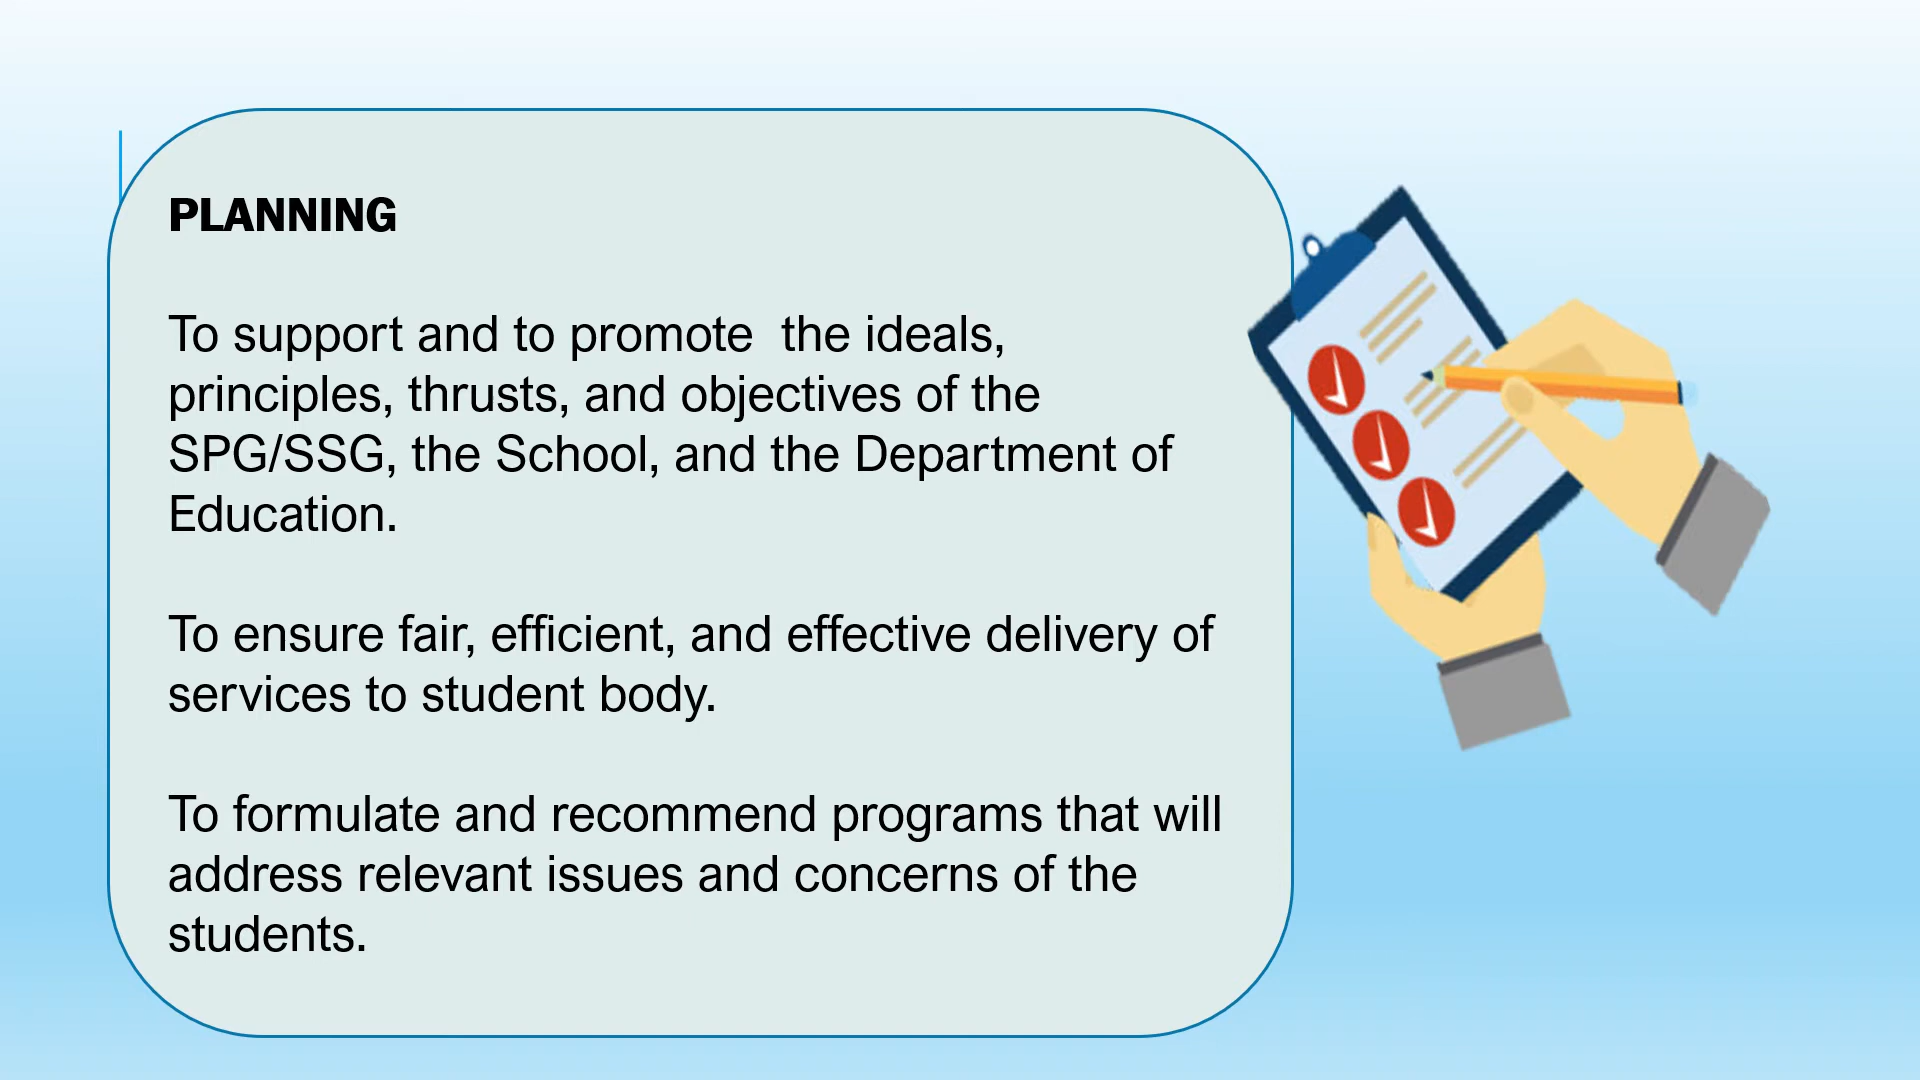 PLANNING
To support and to promote  the ideals,
principles, thrusts, and objectives of the
SPG/SSG, the School, and the Department of
Education.
To ensure fair, efficient, and effective delivery of
services to student body.
To formulate and recommend programs that will
address relevant issues and concerns of the
students.